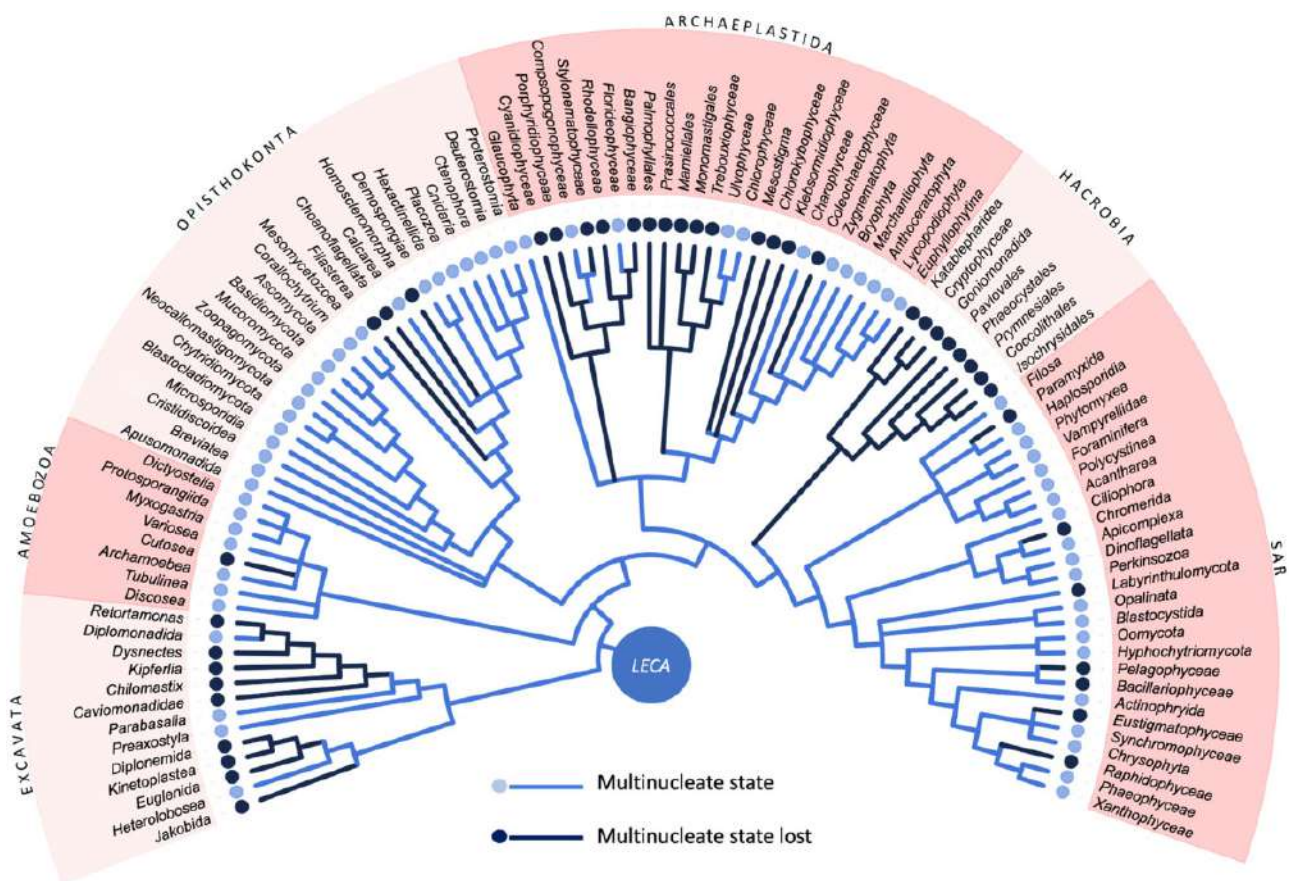 ARCHAEPLASTIDA
OPISTHOKONTA
HACROBIA
AMOEBOZOA
SAR
EXCAVATA
Jakobida
Heterolobosea
Euglenida
Kinetoplastea
Diplonemida
Preaxostyla
Parabasalia
Caviomonadidae
Chilomastix
Kipferlia
Dysnectes
Diplomonadida
Retortamonas
Discosea
Tubulinea
Archamoebea
Cutosea
Variosea
Myxogastria
Protosporangiida
Dictyostelia
Apusomonadida
Breviatea
Cristidiscoidea
Microsporidia
Blastocladiomycota
Chytridiomycota
Neocallomastigomycota
Zoopagomycota
Mucoromycota
Basidiomycota
Ascomycota
Corallochytrium
Mesomycetozoea
Filasterea
Choanoflagellata
Calcarea
Homoscleromorpha
Demospongiae
Hexactinellida
Placozoa
Cnidaria
Ctenophora
Deuterostomia
Proterostomia
Glaucophyta
Cyanidiophyceae
Porphyridiophyceae
Compsopogonophyceae
Stylonematophyceae
Rhodellophyceae
Florideophyceae
Bangiophyceae
Palmophyllales
Prasinococcales
Mamiellales
Monomastigales
Trebouxiophyceae
Ulvophyceae
Chlorophyceae
Mesostigma
Chlorokybophyceae
Klebsormidiophyceae
Charophyceae
Coleochaetophyceae
Zygnematophyta
Bryophyta
Marchantiophyta
Anthoceratophyta
Lycopodiophyta
Euphyllophytina
Katablepharidea
Cryptophyceae
Goniomonadida
Pavlovales
Phaeocystales
Prymnesiales
Coccolithales
Isochrysidales
Filosa
Paramyxida
Haplosporidia
Phytomyxea
Vampyrellidae
Foraminifera
Polycystinea
Acantharea
Ciliophora
Chromerida
Apicomplexa
Dinoflagellata
Perkinsozoa
Labyrinthulomycota
Opalinata
Blastocystida
Oomycota
Hyphochytriomycota
Pelagophyceae
Bacillariophyceae
Actinophryida
Eustigmatophyceae
Synchromophyceae
Chrysophyta
Raphidophyceae
Phaeophyceae
Xanthophyceae
LECA
Multinucleate state
Multinucleate state lost